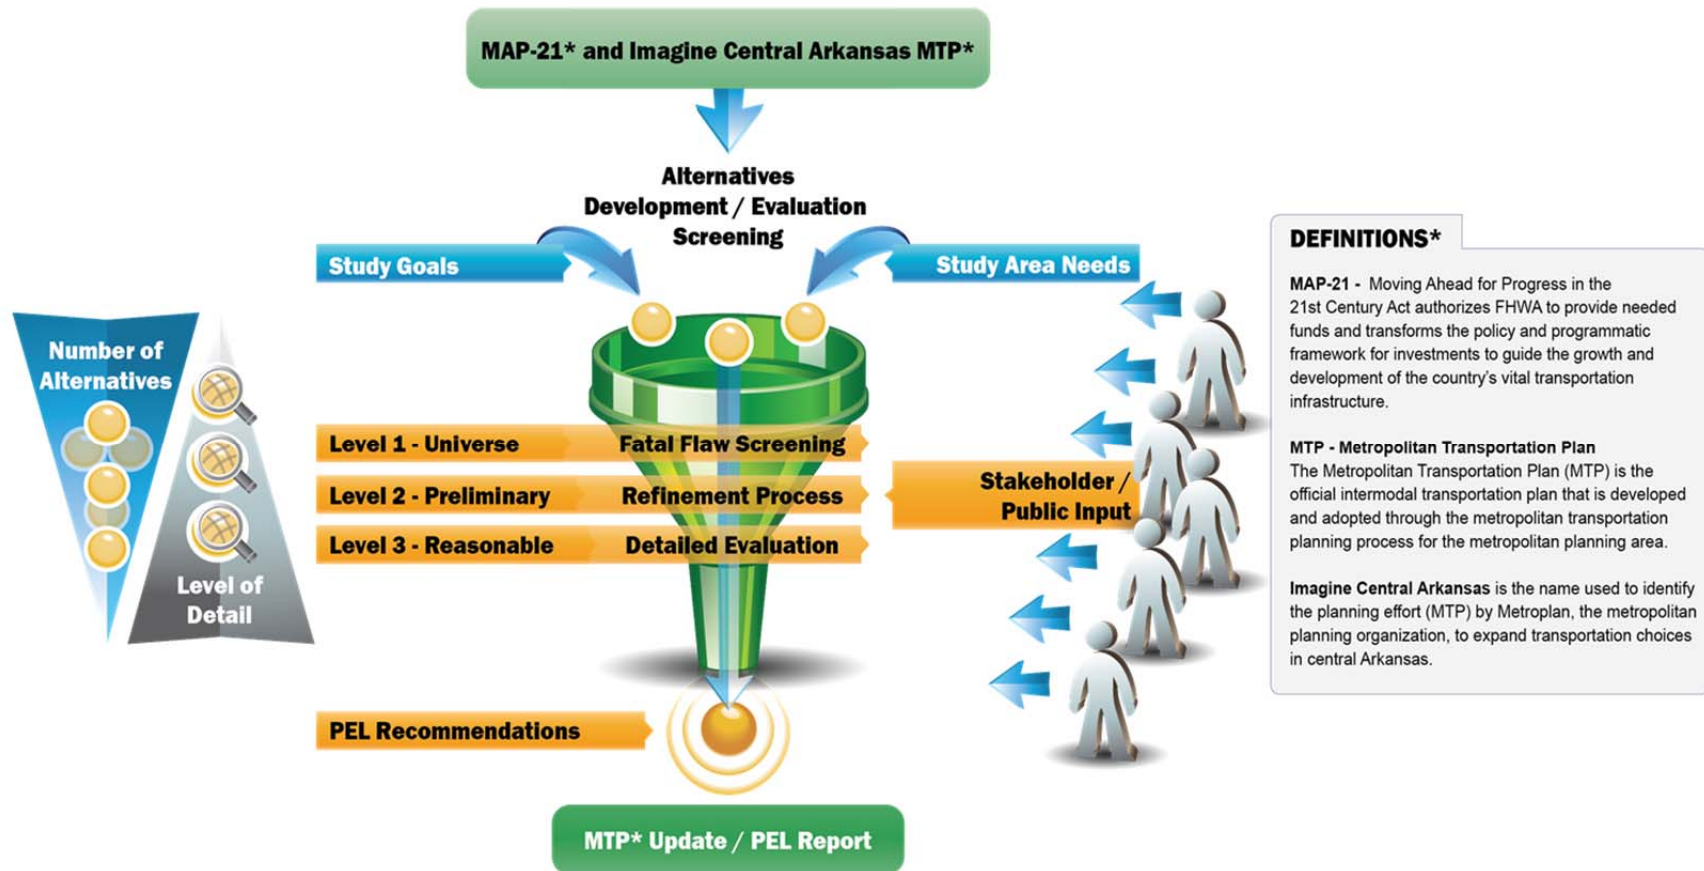 MAP-21* and Imagine Central Arkansas MTP*
Alternatives
Development / Evaluation
Screening
Study Goals
Study Area Needs
Number of
Alternatives
Level of
Detail
Level 1 - Universe
Fatal Flaw Screening
Level 2 - Preliminary
Refinement Process
Level 3 - Reasonable
Detailed Evaluation
Stakeholder /
Public Input
PEL Recommendations
MTP* Update / PEL Report
DEFINITIONS*
MAP-21 - Moving Ahead for Progress in the
21st Century Act authorizes FHWA to provide needed
funds and transforms the policy and programmatic
framework for investments to guide the growth and
development of the country's vital transportation
infrastructure.
MTP - Metropolitan Transportation Plan
The Metropolitan Transportation Plan (MTP) is the
official intermodal transportation plan that is developed
and adopted through the metropolitan transportation
planning process for the metropolitan planning area.
Imagine Central Arkansas is the name used to identify
the planning effort (MTP) by Metroplan, the metropolitan
planning organization, to expand transportation choices
in central Arkansas.